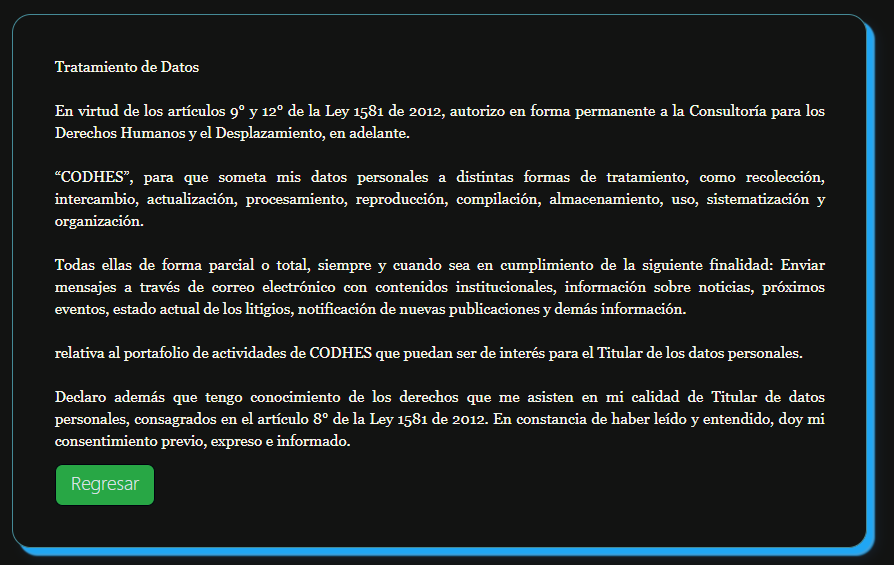 Tratamiento de Datos
En virtud de los artículos 9° y 12° de la Ley 1581 de 2012, autorizo en forma permanente a la Consultoría para los
Derechos Humanos y el Desplazamiento, en adelante.
“CODHES”, para que someta mis datos personales a distintas formas de tratamiento, como recolección,
intercambio, actualización, procesamiento, reproducción, compilación, almacenamiento, uso, sistematización y
organización.
Todas ellas de forma parcial o total, siempre y cuando sea en cumplimiento de la siguiente finalidad: Enviar
mensajes a través de correo electrónico con contenidos institucionales, información sobre noticias, próximos
eventos, estado actual de los litigios, notificación de nuevas publicaciones y demás información.
relativa al portafolio de actividades de CODHES que puedan ser de interés para el Titular de los datos personales.
Declaro además que tengo conocimiento de los derechos que me asisten en mi calidad de Titular de datos
personales, consagrados en el artículo 8° de la Ley 1581 de 2012. En constancia de haber leído y entendido, doy mi
consentimiento previo, expreso e informado.
Regresar